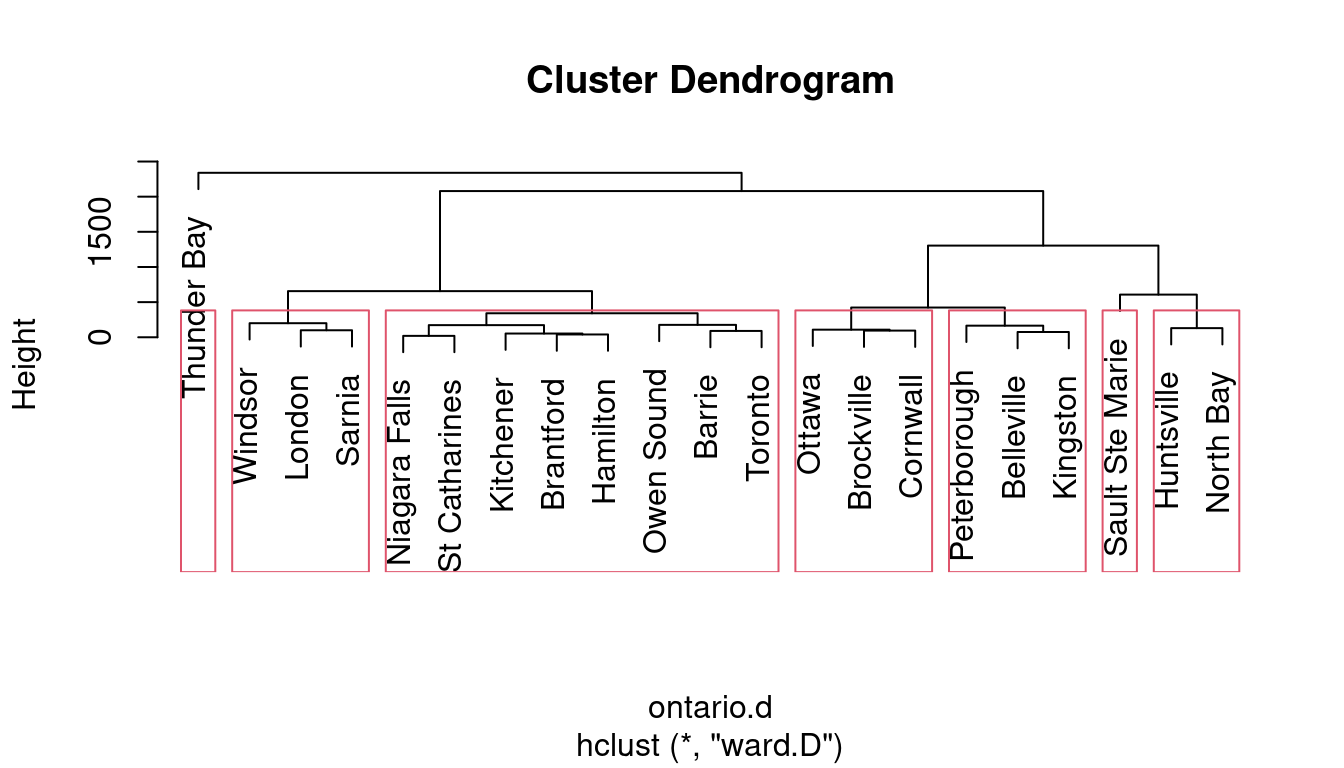 Cluster Dendrogram
Height
0
1500
Thunder Bay
Windsor
London
Sarnia
Niagara Falls
St Catharines
Kitchener
Brantford
Hamilton
Owen Sound
Barrie
Toronto
Ottawa
Brockville
Cornwall
Peterborough
Belleville
Kingston
Sault Ste Marie
Huntsville
North Bay
ontario.d
hclust (*, "ward.D")